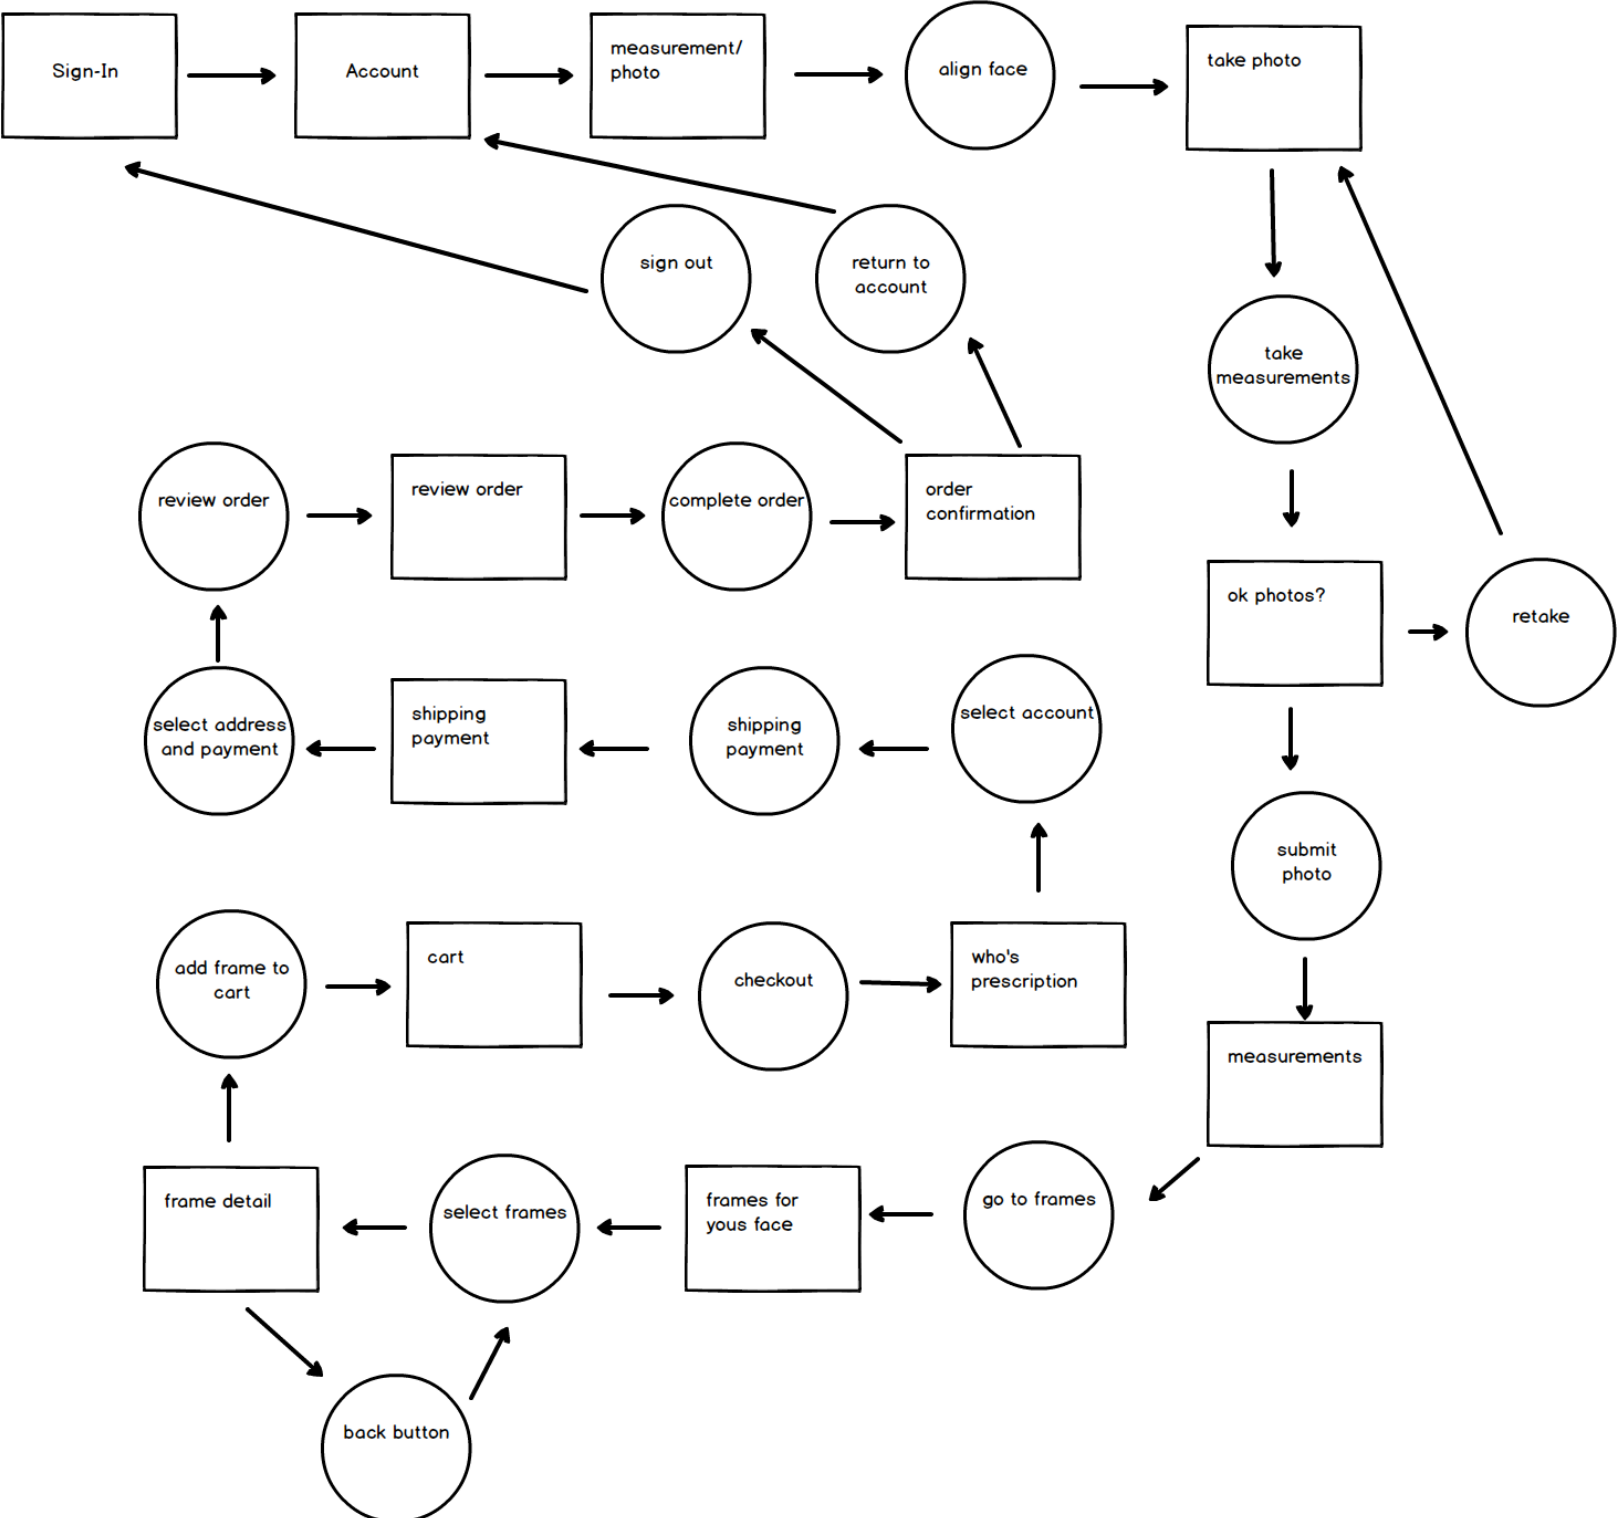 Sign-In
Account
measurement/
photo
align face
take photo
sign out
return to
account
take
measurements
review order
review order
complete order
order
confirmation
ok photos?
retake
select address
and payment
shipping
payment
shipping
payment
select account
submit
photo
add frame to
cart
cart
checkout
who's
prescription
measurements
frame detail
select frames
frames for
yous face
go to frames
back button